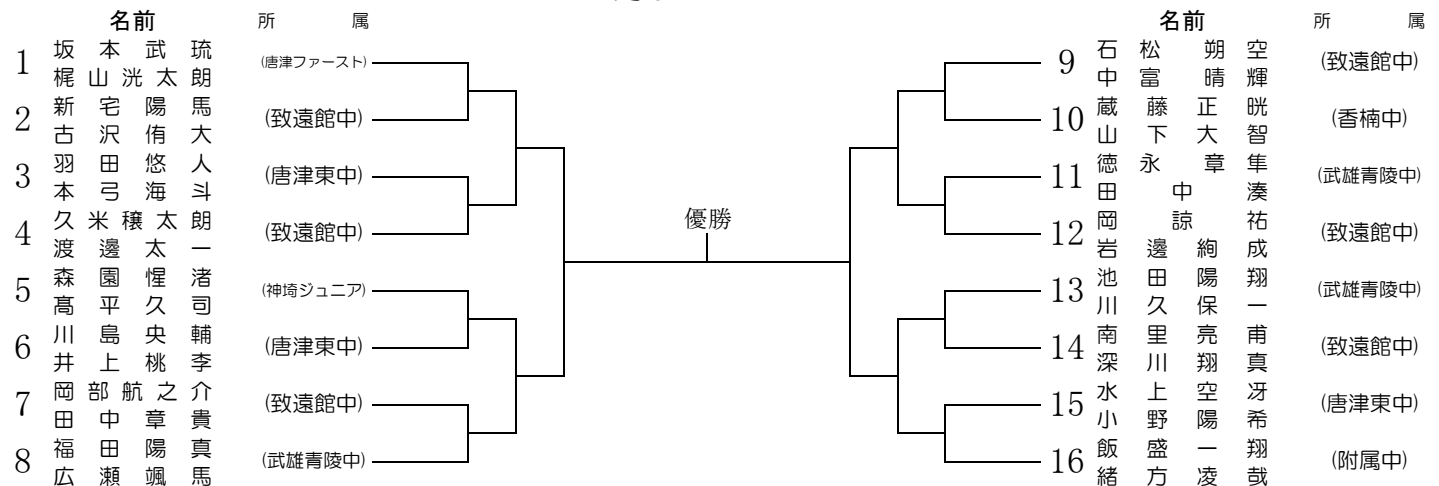 名前 所属
1 坂本武琉 (唐津ファースト)
梶山洸太朗
2 新宅陽馬 (致遠館中)
古沢侑大
3 羽田悠人 (唐津東中)
本弓海斗
4 久米穣太朗 (致遠館中)
渡邊太一
5 森園惺渚 (神埼ジュニア)
髙平久司
6 川島央輔 (唐津東中)
井上桃李
7 岡部航之介 (致遠館中)
田中章貴
8 福田陽真 (武雄青陵中)
広瀬颯馬
優勝
名前 所属
9 石松朔空 (致遠館中)
中富晴輝
10 蔵藤正晄 (香楠中)
山下大智
11 徳永章隼 (武雄青陵中)
田中湊
12 岡諒祐 (致遠館中)
岩邊絢成
13 池田陽翔 (武雄青陵中)
川久保一
14 南里亮甫 (致遠館中)
深川翔真
15 水上空冴 (唐津東中)
小野陽希
16 飯盛一翔 (附属中)
緒方凌哉